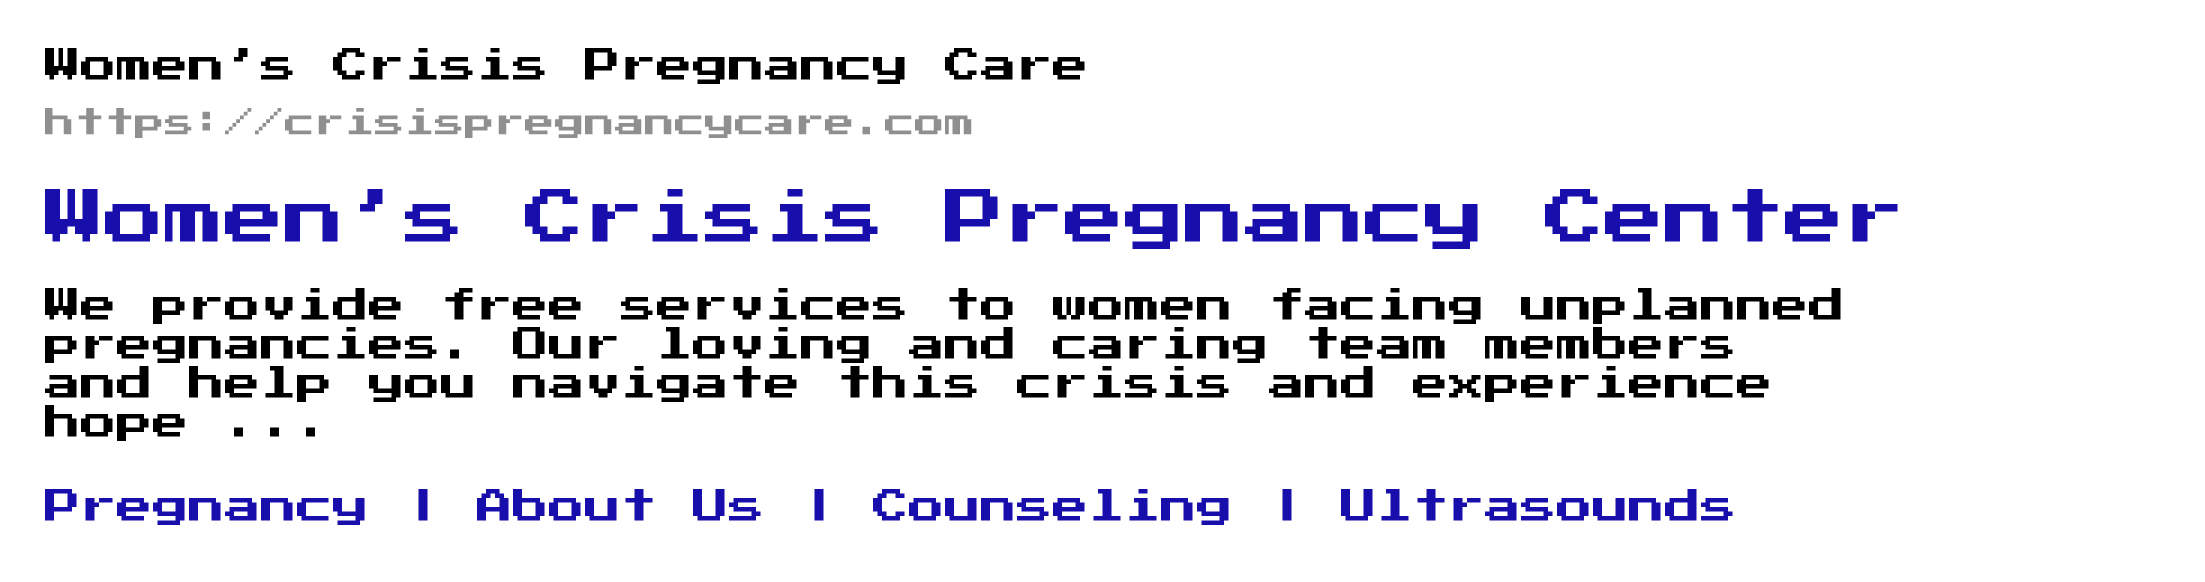 Women's Crisis Pregnancy Care
https://crisispregnancycare.com
Women's Crisis Pregnancy Center
We provide free services to women facing unplanned
pregnancies. Our loving and caring team members
and help you navigate this crisis and experience
hope ...
Pregnancy | About Us | Counseling | Ultrasounds